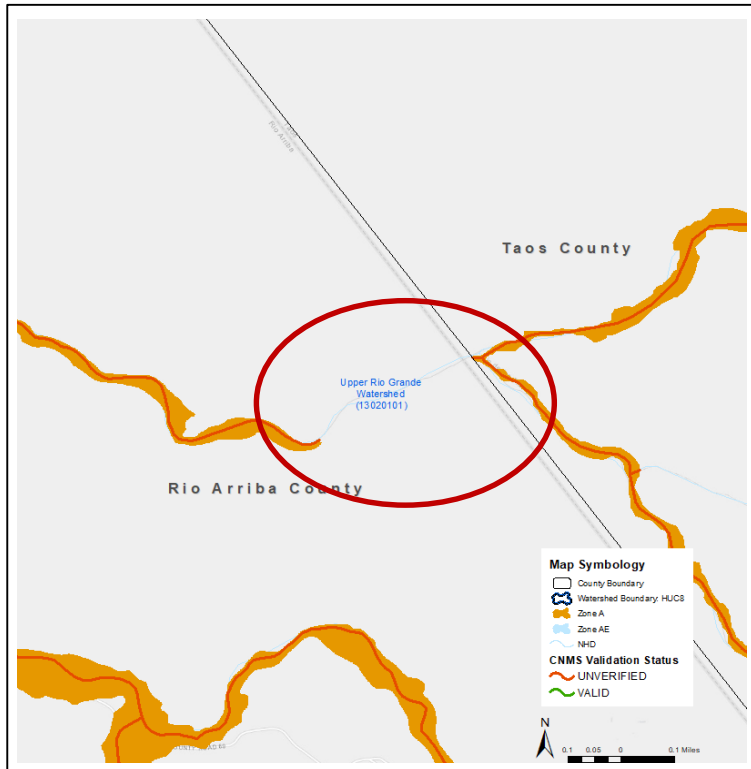 Taos
Rio Arriba
Taos County
Upper Rio Grande
Watershed
(13020101)
Rio Arriba County
Map Symbology
County Boundary
Watershed Boundary: HUC8
Zone A
Zone AE
NHD
CNMS Validation Status
UNVERIFIED
VALID
N
0.1 0.05 0 0.1 Miles